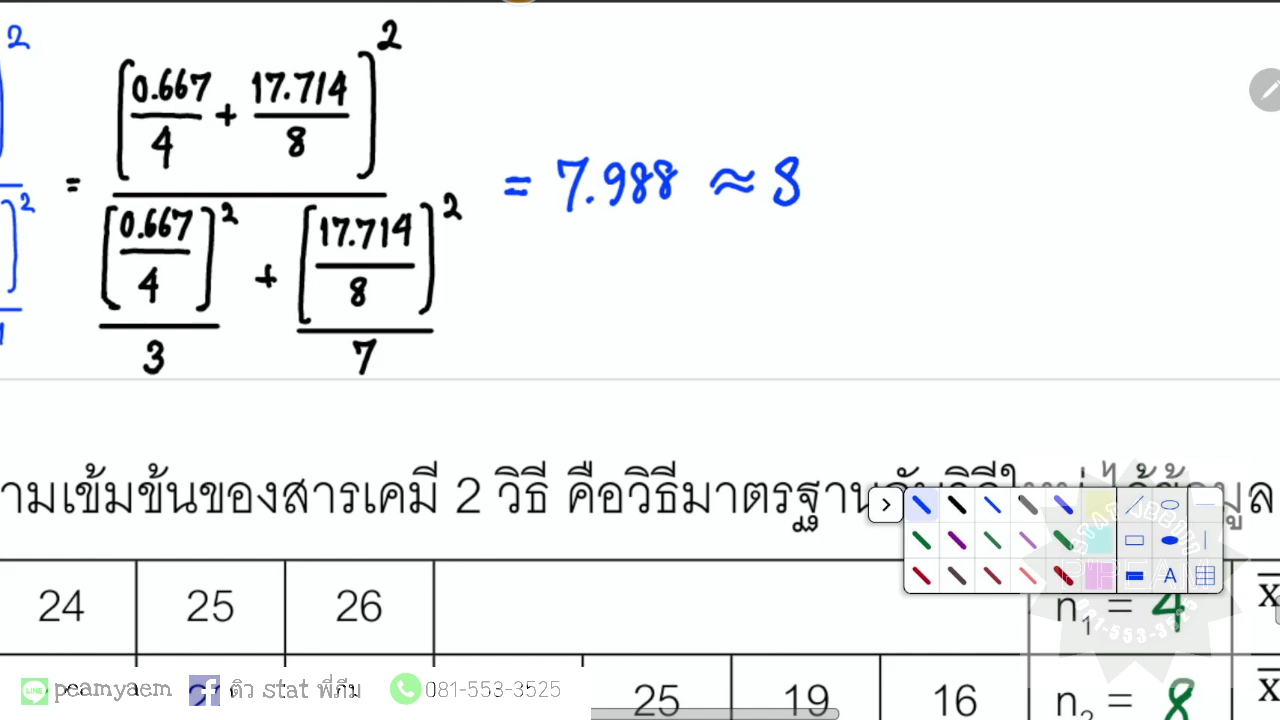 2
[0.667/4 + 17.714/8]²
= 7.988 ≈ 8
[0.667/4]²/3 + [17.714/8]²/7
2
ามเข้มข้นของสารเคมี 2 วิธี คือวิธีมาตรฐาน
24 25 26 n₁ = 4 x
25 19 16 n₂ = 8 x
peamyaem ติว stat พี่ภีม 081-553-3525